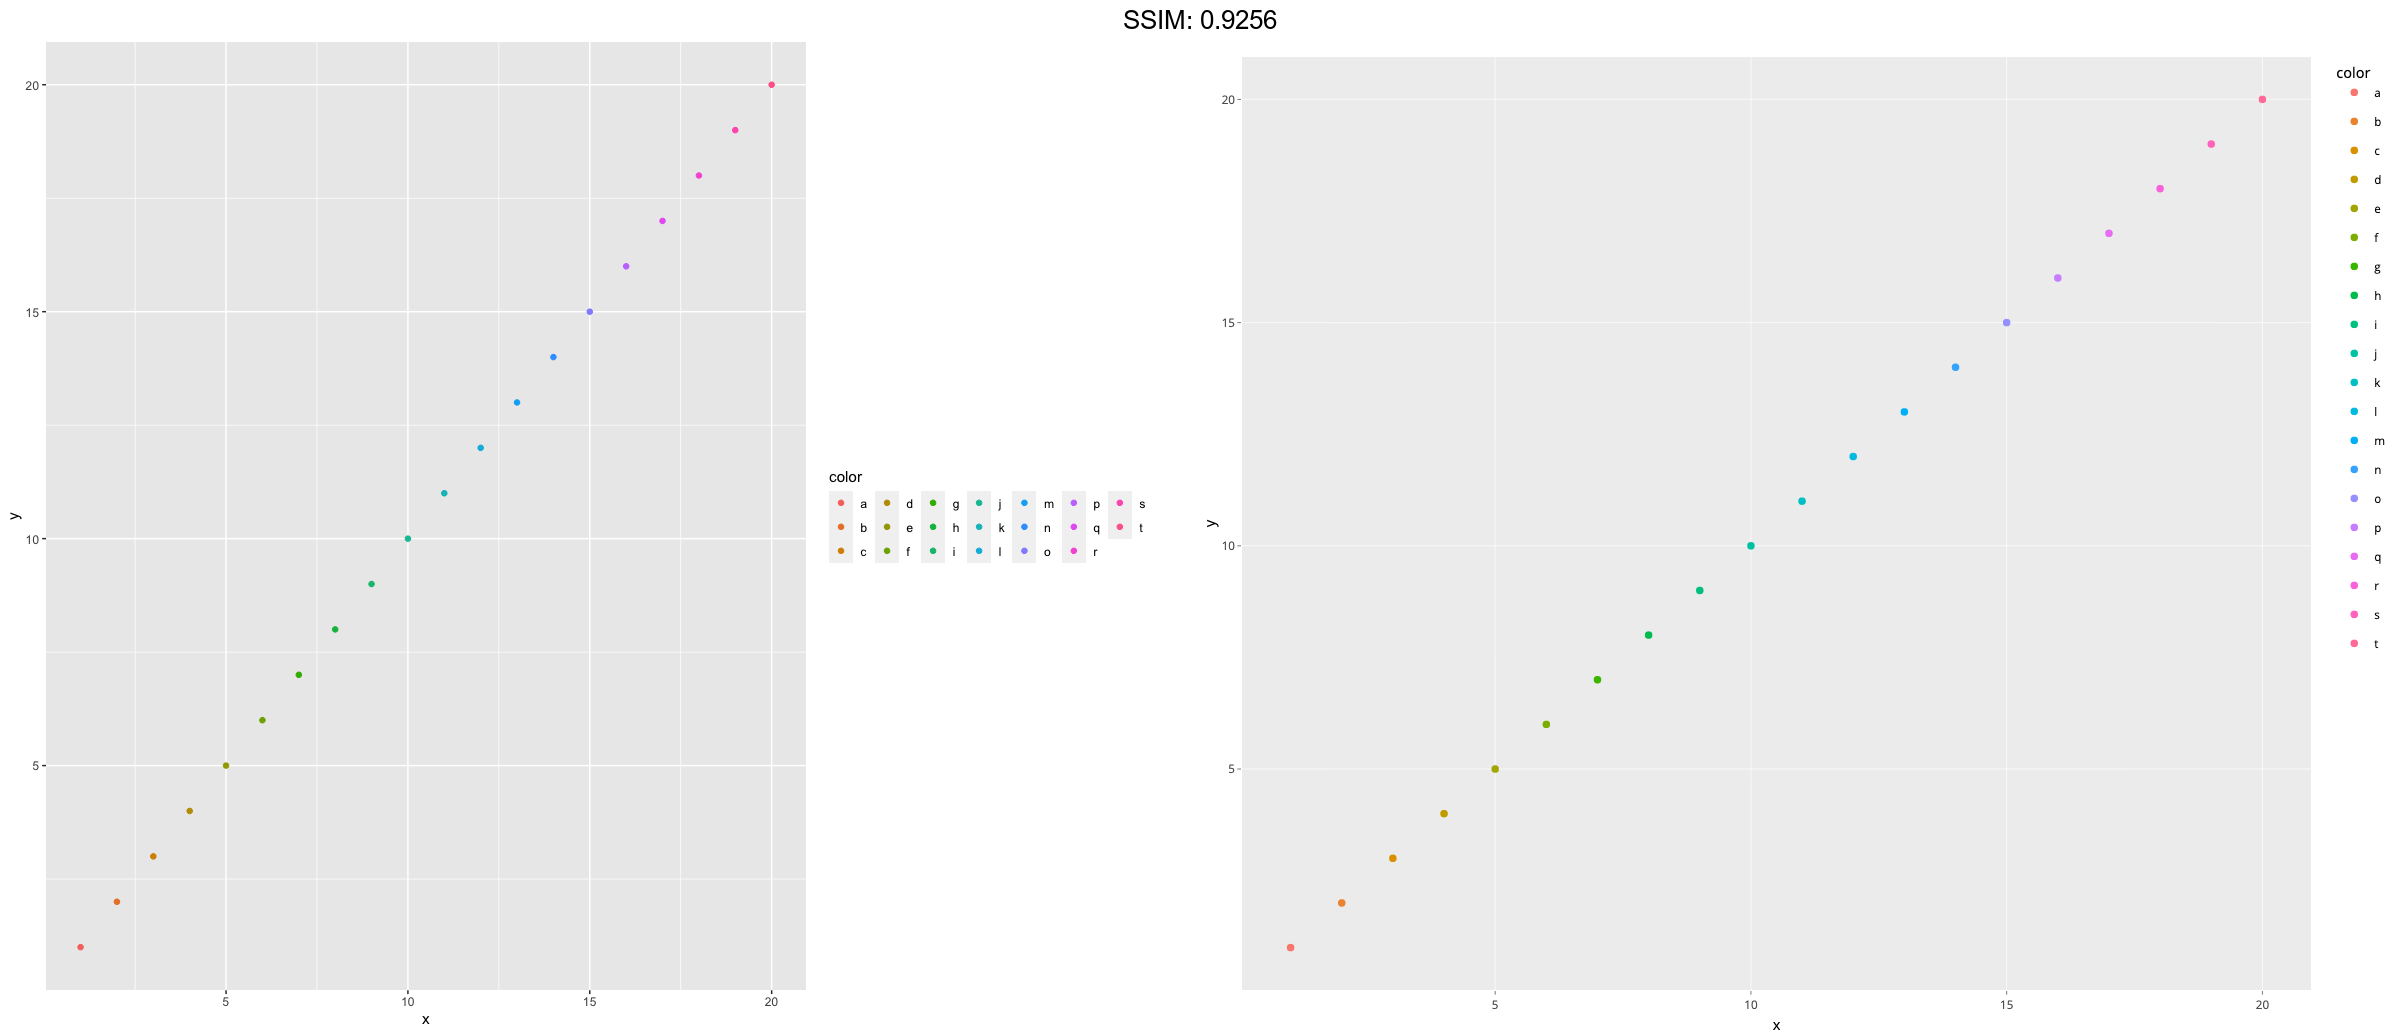 SSIM: 0.9256
20
15
10
5
y
5 10 15 20
x
color
a d g j m p s
b e h k n q t
c f i l o r
20
15
10
5
y
5 10 15 20
x
color
a
b
c
d
e
f
g
h
i
j
k
l
m
n
o
p
q
r
s
t